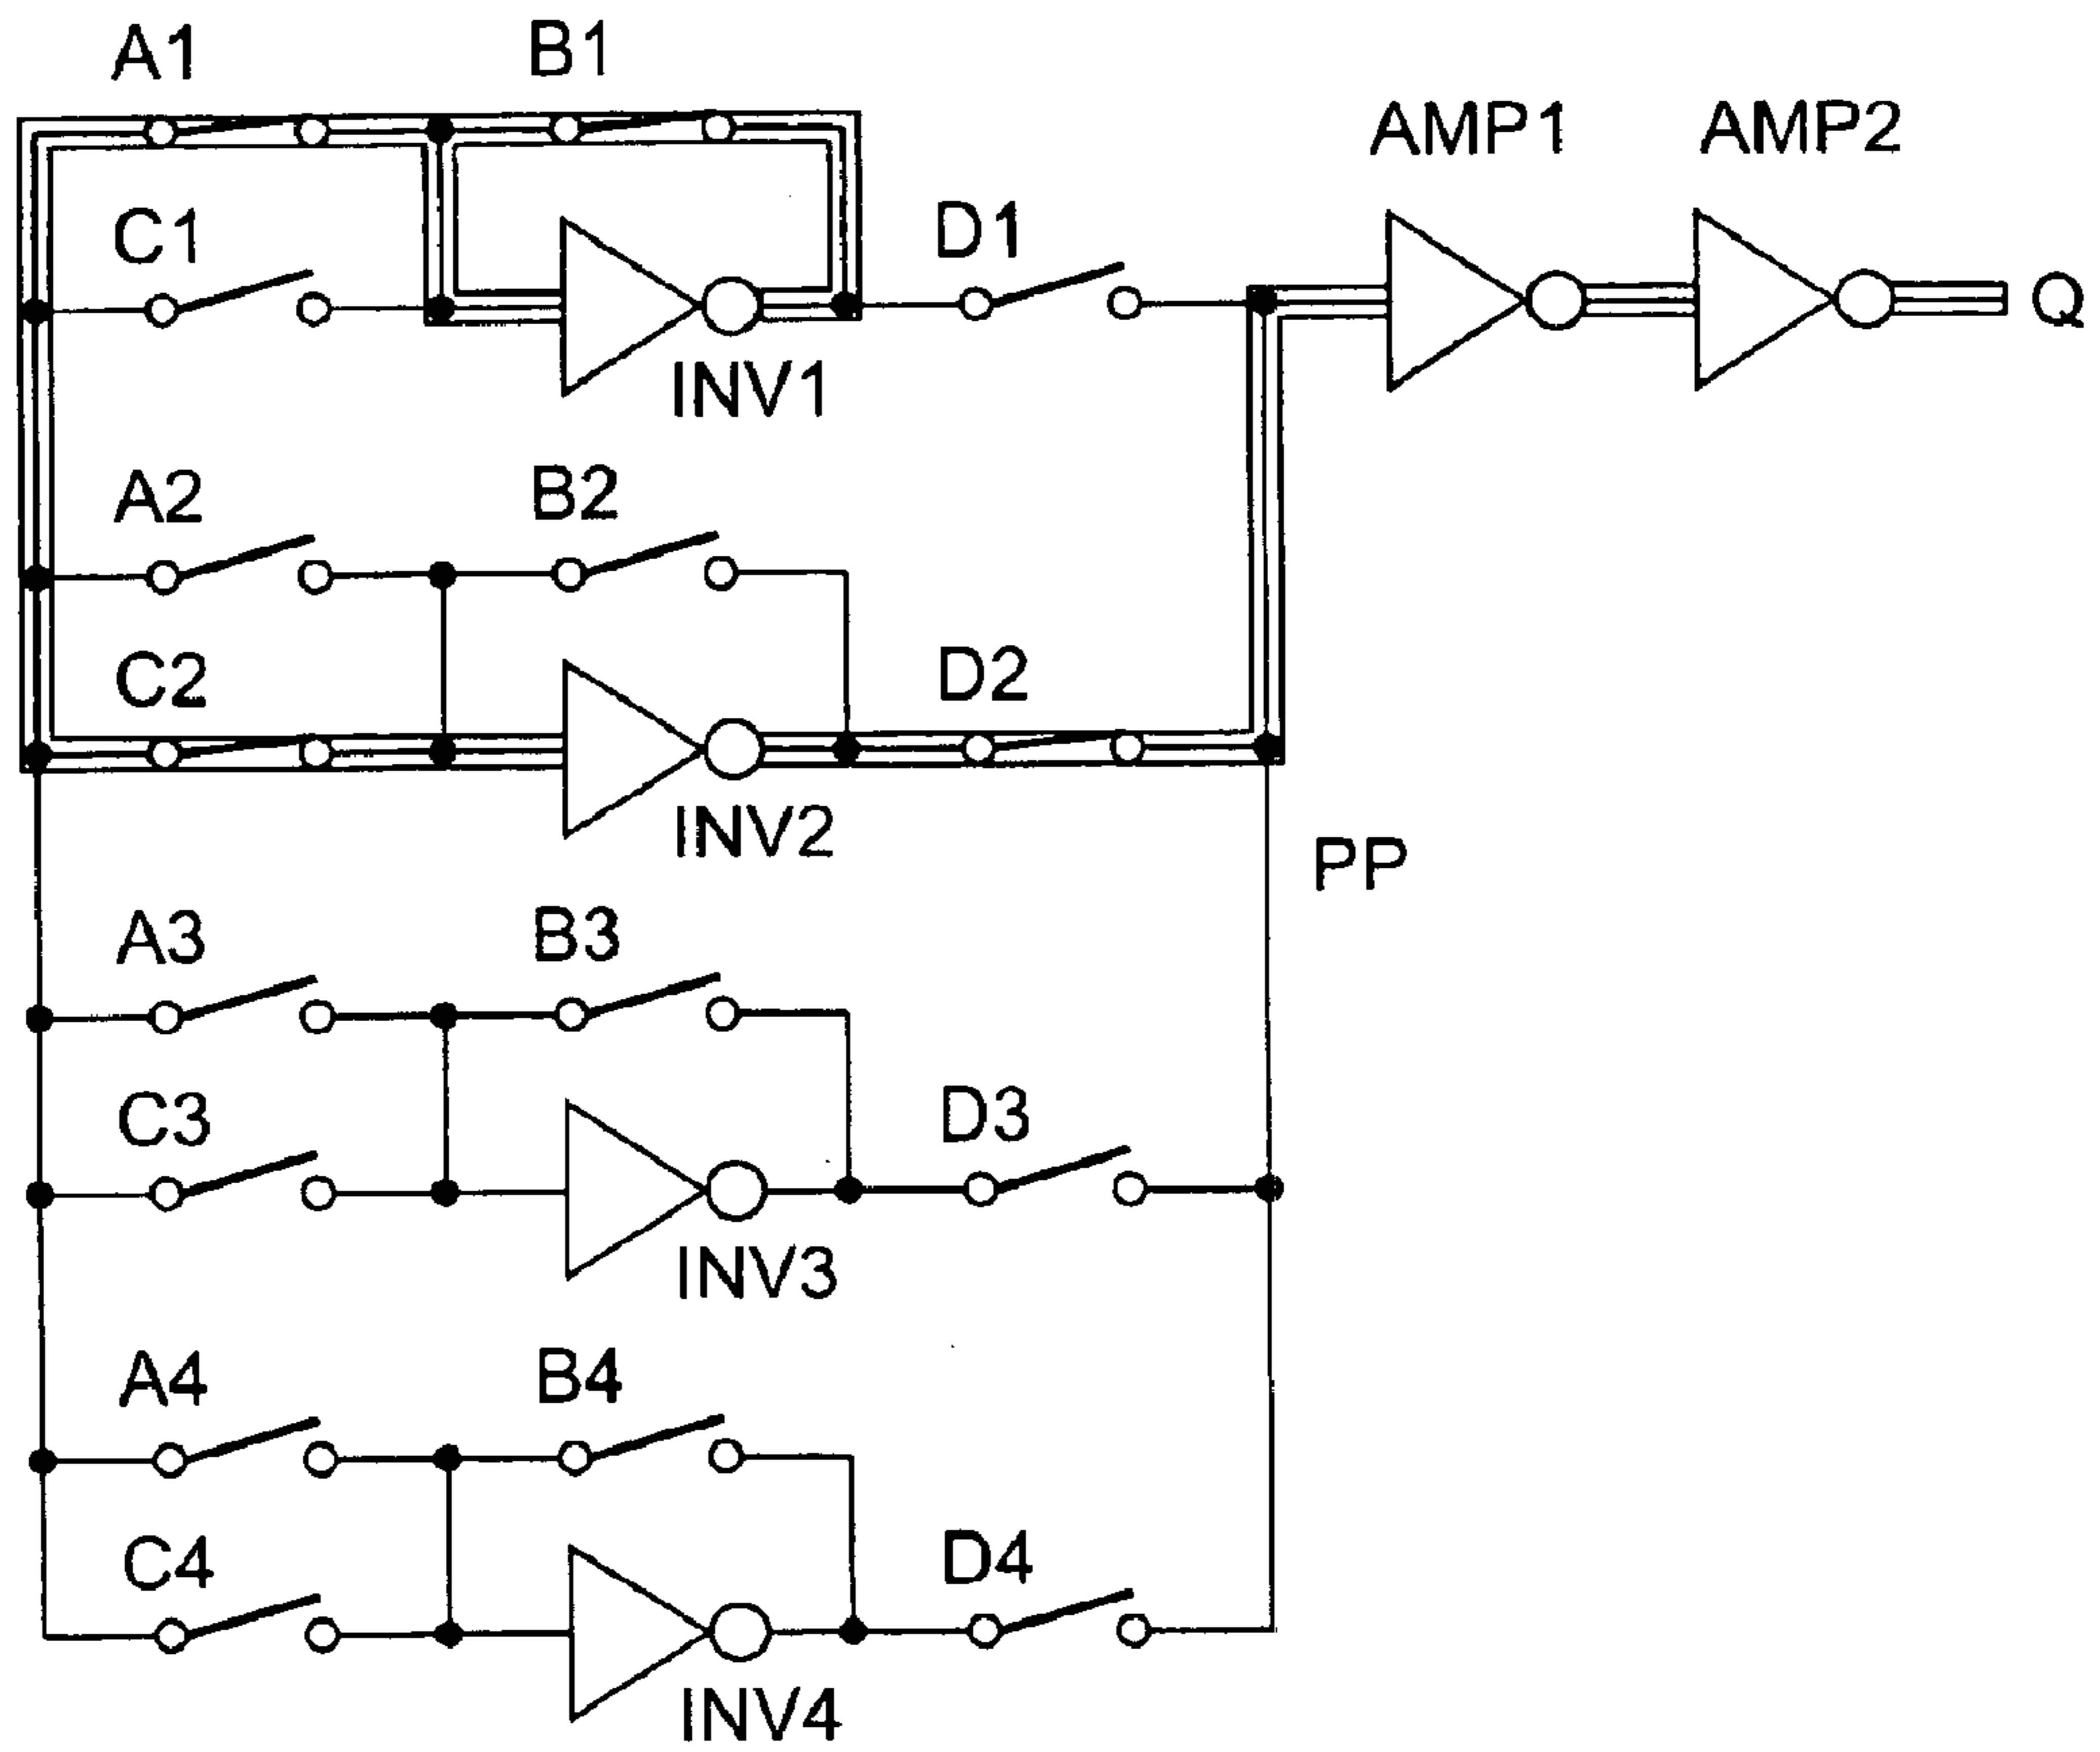 A1
B1
AMP1
AMP2
C1
D1
Q
INV1
A2
B2
C2
D2
INV2
PP
A3
B3
C3
D3
INV3
A4
B4
C4
D4
INV4